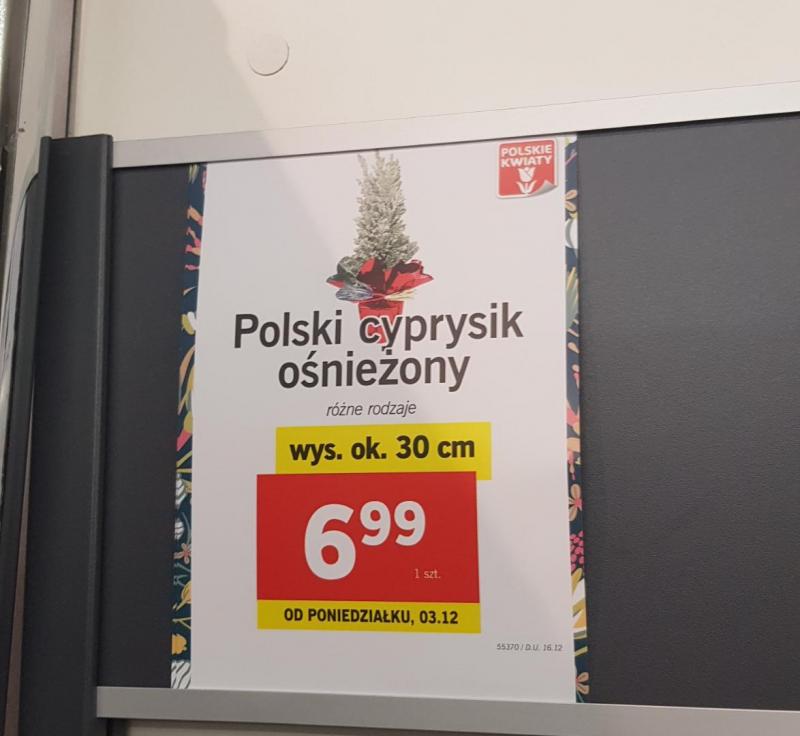 POLSKIE
KWIATY
Polski cyprysik
ośnieżony
różne rodzaje
wys. ok. 30 cm
6 99
1 szt.
OD PONIEDZIAŁKU, 03.12
55370 / D.U. 16.12